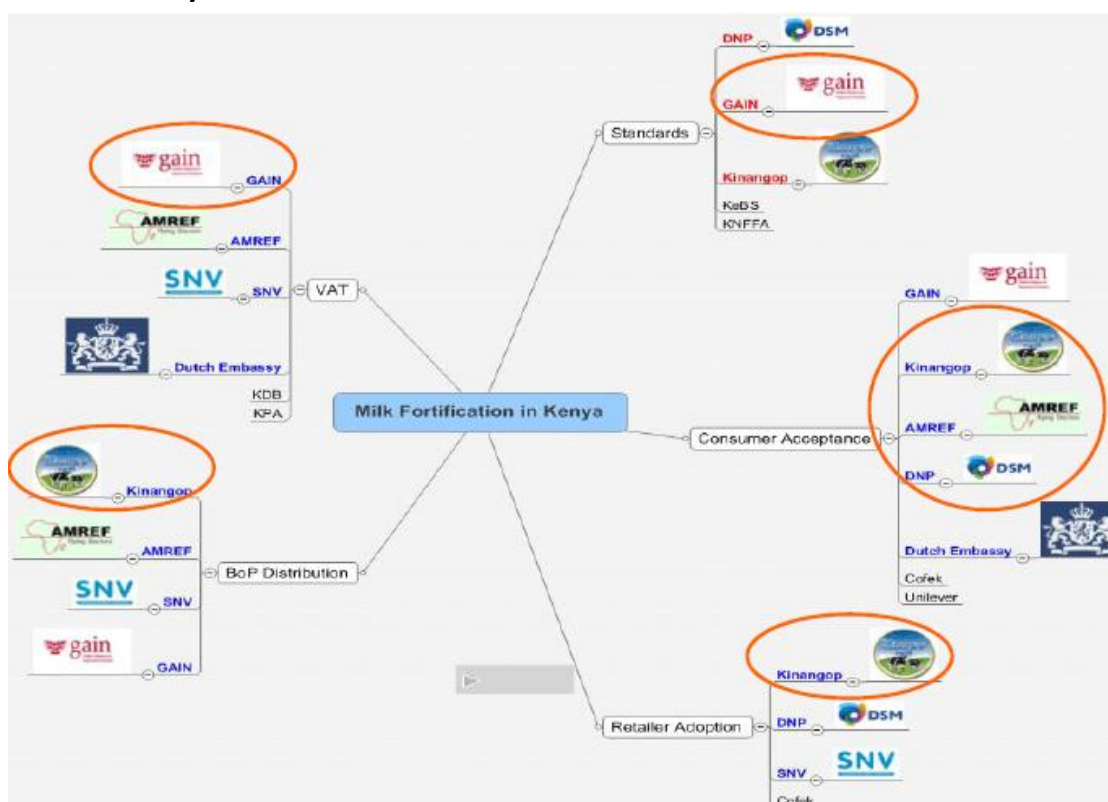 DNP
DSM
GAIN
gain
Standards
Kinangop
KeBS
KNFFA
gain
GAIN
AMREF
AMREF
SNV
SNV
VAT
Dutch Embassy
KDB
KPA
Milk Fortification in Kenya
gain
GAIN
Kinangop
AMREF
AMREF
DNP
DSM
Consumer Acceptance
Dutch Embassy
Cofek
Unilever
Kinangop
AMREF
AMREF
SNV
SNV
gain
GAIN
BoP Distribution
Kinangop
DNP
DSM
SNV
SNV
Retailer Adoption
Cofek